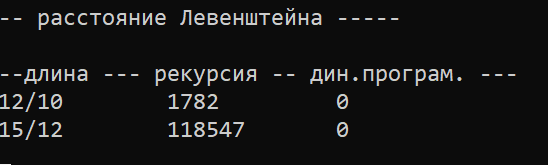 -- расстояние Левенштейна -----
--длина --- рекурсия -- дин.програм. ---
12/10 1782 0
15/12 118547 0